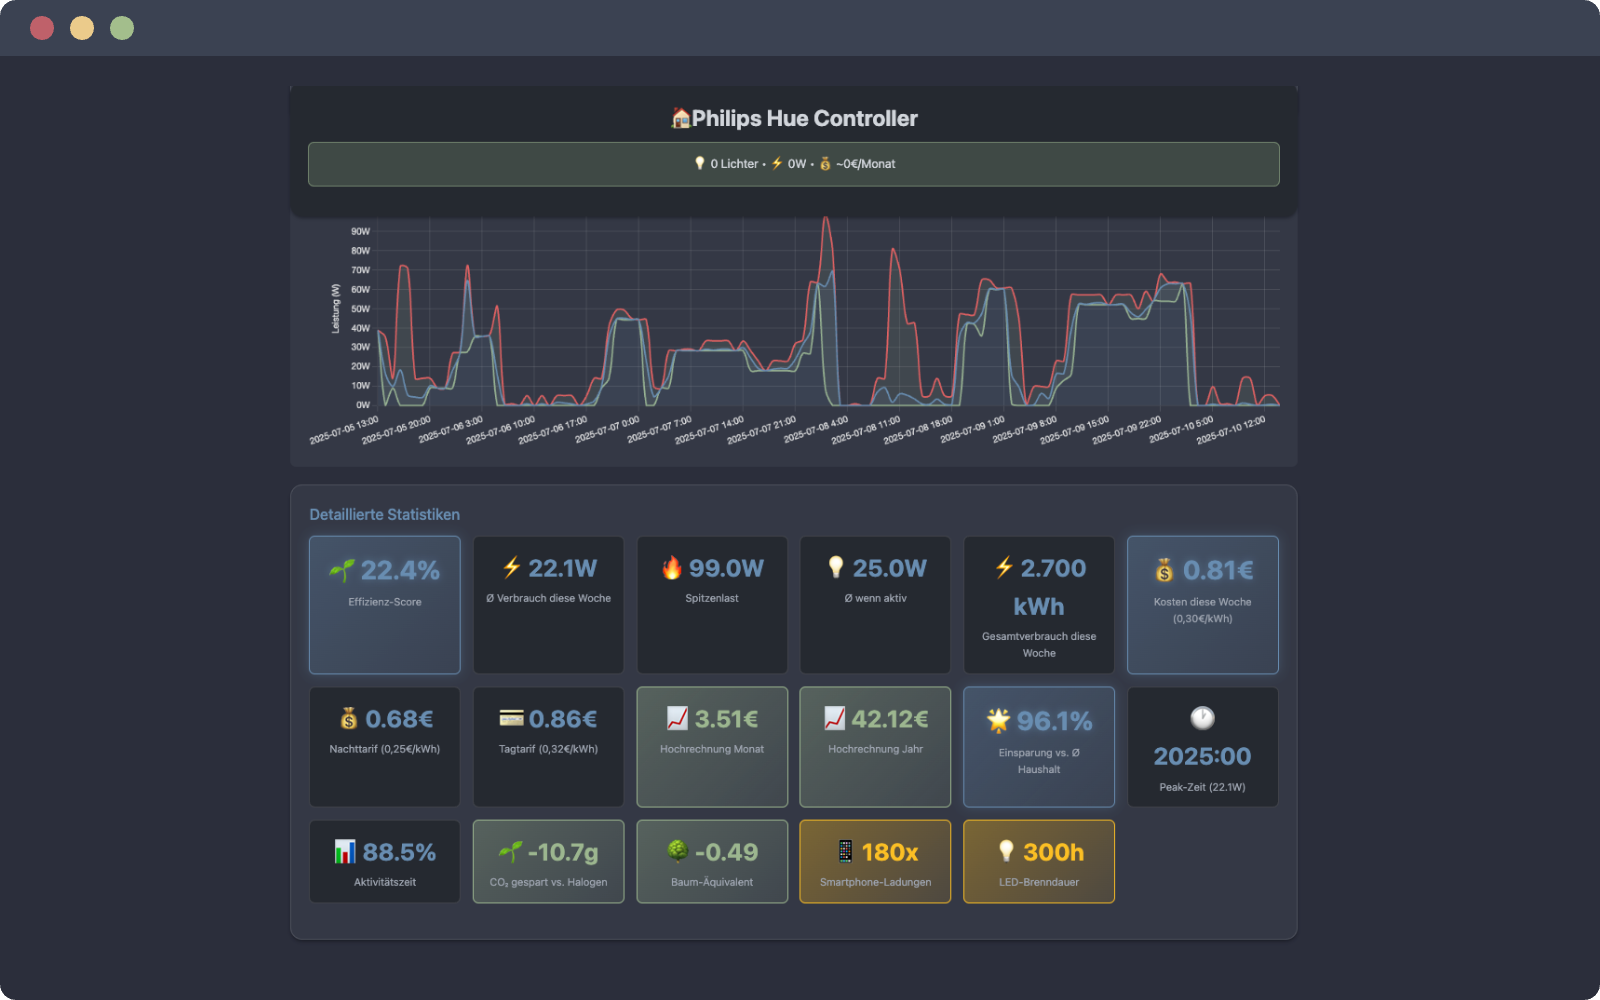 🏠Philips Hue Controller
💡 0 Lichter • ⚡ 0W • 💰 ~0€/Monat
Leistung (W)
90W
80W
70W
60W
50W
40W
30W
20W
10W
0W
2025-07-05 13:00
2025-07-05 20:00
2025-07-06 3:00
2025-07-06 10:00
2025-07-06 17:00
2025-07-07 0:00
2025-07-07 7:00
2025-07-07 14:00
2025-07-07 21:00
2025-07-08 4:00
2025-07-08 11:00
2025-07-08 18:00
2025-07-09 1:00
2025-07-09 8:00
2025-07-09 15:00
2025-07-09 22:00
2025-07-10 5:00
2025-07-10 12:00
Detaillierte Statistiken
🌱 22.4%
Effizienz-Score
⚡ 22.1W
Ø Verbrauch diese Woche
🔥 99.0W
Spitzenlast
💡 25.0W
Ø wenn aktiv
⚡ 2.700
kWh
Gesamtverbrauch diese
Woche
💰 0.81€
Kosten diese Woche
(0,30€/kWh)
💰 0.68€
Nachttarif (0,25€/kWh)
💳 0.86€
Tagtarif (0,32€/kWh)
📈 3.51€
Hochrechnung Monat
📈 42.12€
Hochrechnung Jahr
🌟 96.1%
Einsparung vs. Ø
Haushalt
🕐
2025:00
Peak-Zeit (22.1W)
📊 88.5%
Aktivitätszeit
🌱 -10.7g
CO₂ gespart vs. Halogen
🌳 -0.49
Baum-Äquivalent
📱 180x
Smartphone-Ladungen
💡 300h
LED-Brenndauer